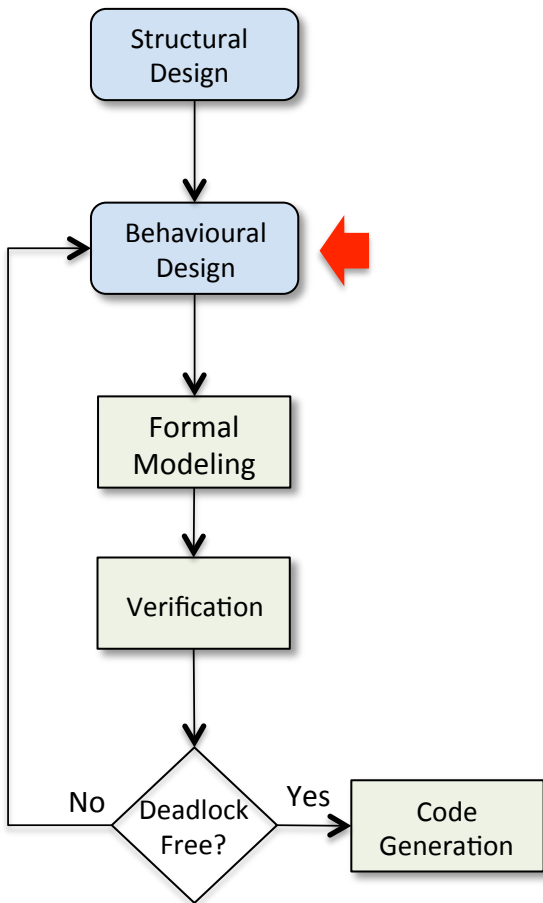 Structural
Design
Behavioural
Design
Formal
Modeling
Verification
No
Deadlock
Free?
Yes
Code
Generation